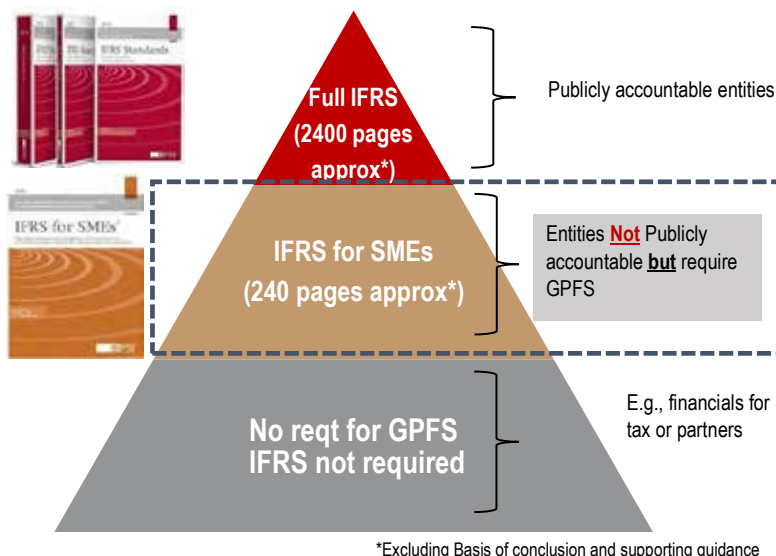 IFRS Standards
Full IFRS
(2400 pages
approx*)
Publicly accountable entities
IFRS for SMEs
IFRS for SMEs
(240 pages approx*)
Entities Not Publicly
accountable but require
GPFS
No reqt for GPFS
IFRS not required
E.g., financials for
tax or partners
*Excluding Basis of conclusion and supporting guidance